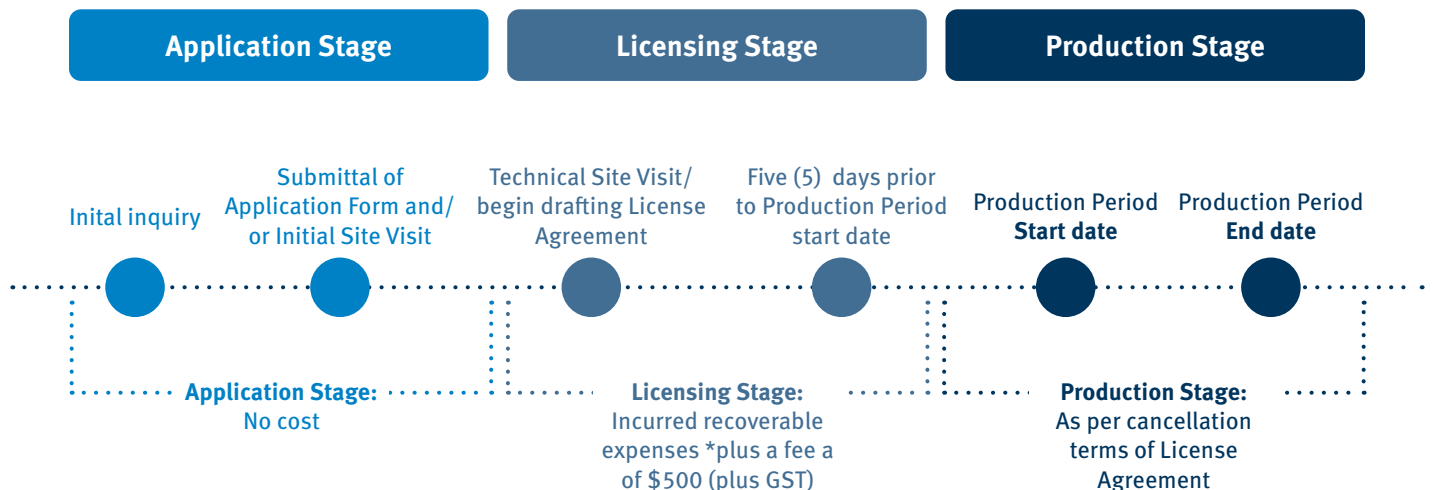 Application Stage
Licensing Stage
Production Stage
Inital inquiry
Submittal of
Application Form and/
or Initial Site Visit
Technical Site Visit/
begin drafting License
Agreement
Five (5) days prior
to Production Period
start date
Production Period
Start date
Production Period
End date
Application Stage:
No cost
Licensing Stage:
Incurred recoverable
expenses *plus a fee a
of $500 (plus GST)
Production Stage:
As per cancellation
terms of License
Agreement